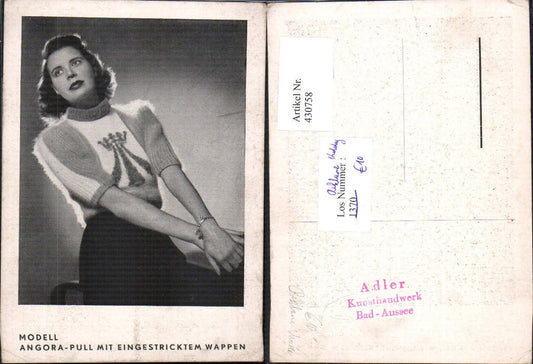 MODELL
ANGORA-PULL MIT EINGESTRICKTEM WAPPEN
Artikel Nr.
430758
Los Nummer :
1370
€10
Adler
Kunsthandwerk
Bad-Aussee